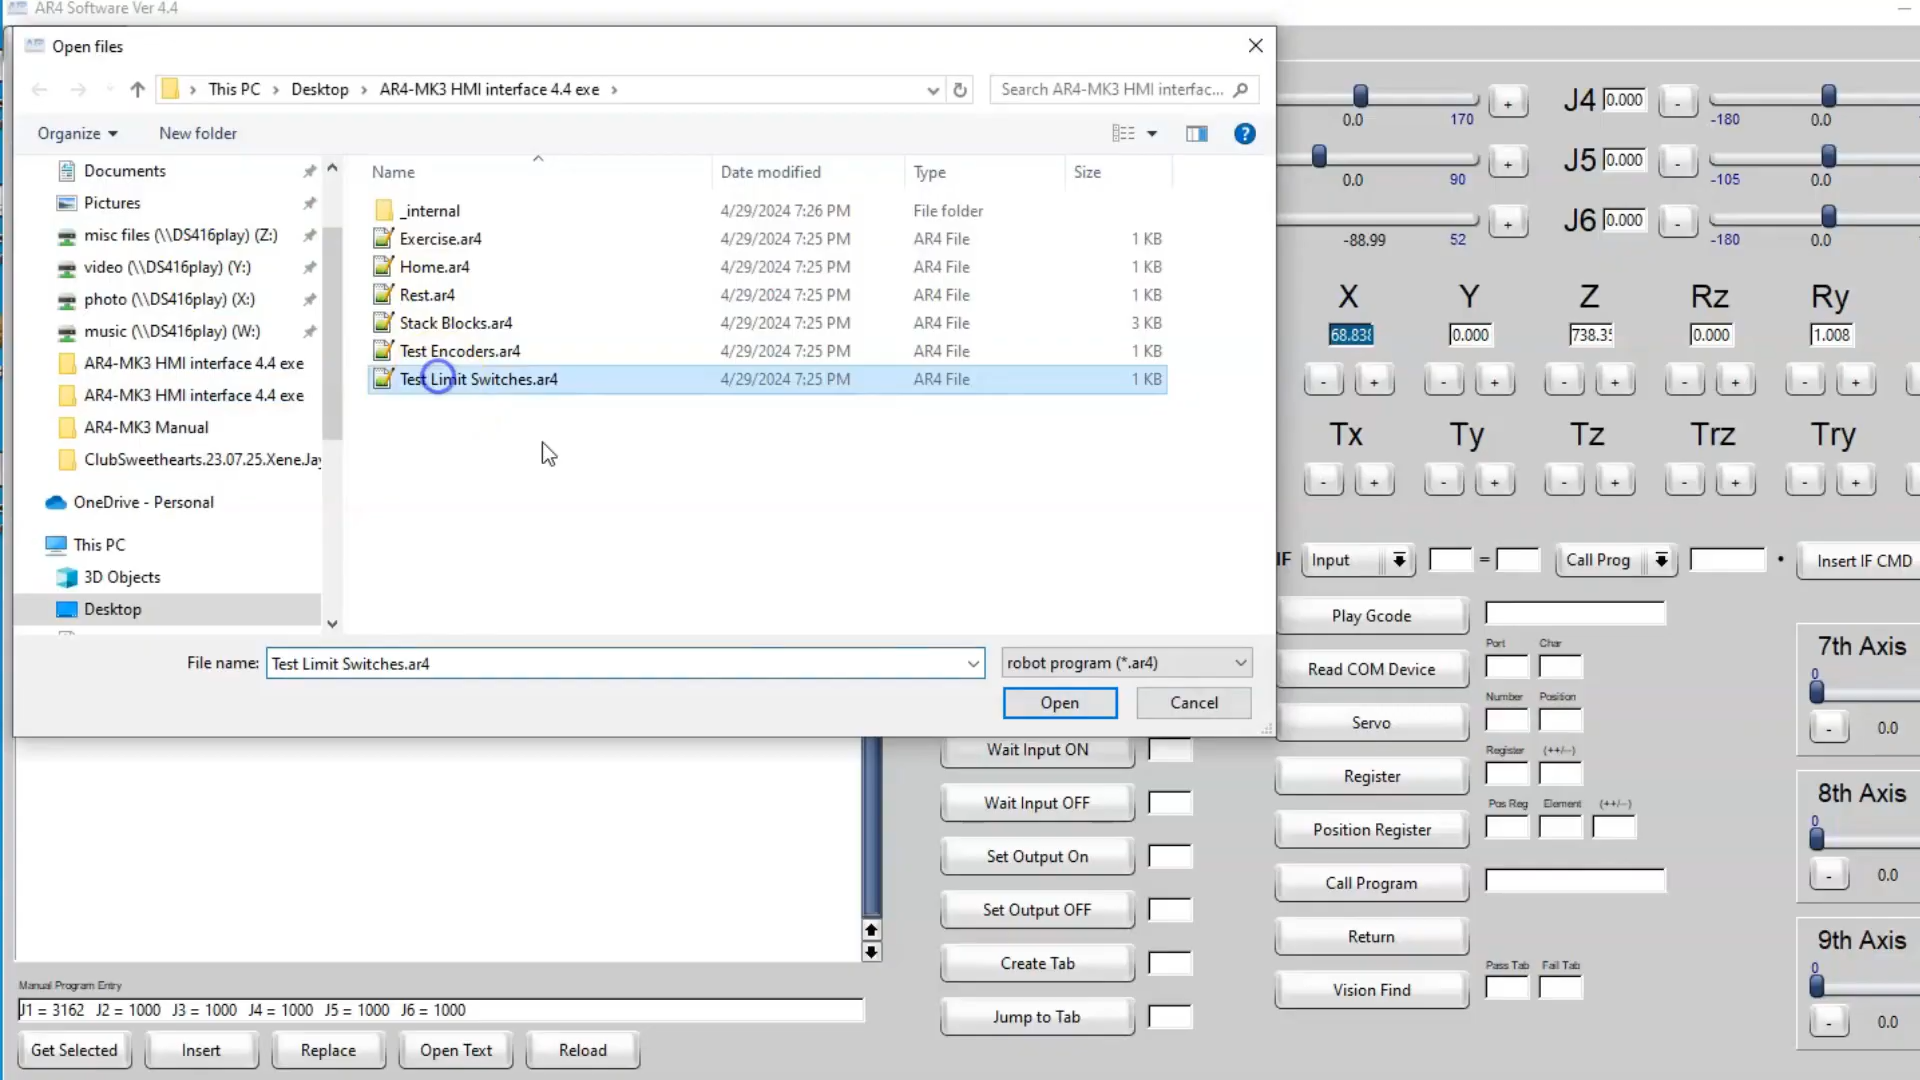 AR4 Software Ver 4.4
Open files
This PC > Desktop > AR4-MK3 HMI interface 4.4 exe >
Search AR4-MK3 HMI interfac...
Organize
New folder
Documents
Pictures
misc files (\\DS416play) (Z:)
video (\\DS416play) (Y:)
photo (\\DS416play) (X:)
music (\\DS416play) (W:)
AR4-MK3 HMI interface 4.4 exe
AR4-MK3 HMI interface 4.4 exe
AR4-MK3 Manual
ClubSweethearts.23.07.25.Xene.Jay
OneDrive - Personal
This PC
3D Objects
Desktop
Name Date modified Type Size
_internal 4/29/2024 7:26 PM File folder
Exercise.ar4 4/29/2024 7:25 PM AR4 File 1 KB
Home.ar4 4/29/2024 7:25 PM AR4 File 1 KB
Rest.ar4 4/29/2024 7:25 PM AR4 File 1 KB
Stack Blocks.ar4 4/29/2024 7:25 PM AR4 File 3 KB
Test Encoders.ar4 4/29/2024 7:25 PM AR4 File 1 KB
Test Limit Switches.ar4 4/29/2024 7:25 PM AR4 File 1 KB
File name: Test Limit Switches.ar4 robot program (*.ar4)
Open Cancel
+ J4 0.000 -
0.0 170 -180 0.0
+ J5 0.000 -
0.0 90 -105 0.0
+ J6 0.000 -
-88.99 52 -180 0.0
X Y Z Rz Ry
68.838 0.000 738.35 0.000 1.008
- + - + - + - + - +
Tx Ty Tz Trz Try
- + - + - + - + - +
IF Input = Call Prog Insert IF CMD
Play Gcode
Port Char
Read COM Device
Number Position
Servo
Register (++/--)
Register
Pos Reg Element (++/--)
Position Register
Call Program
Return
Pass Tab Fail Tab
Vision Find
Wait Input ON
Wait Input OFF
Set Output On
Set Output OFF
Create Tab
Jump to Tab
7th Axis
0
- 0.0
8th Axis
0
- 0.0
9th Axis
0
- 0.0
Manual Program Entry
J1 = 3162 J2 = 1000 J3 = 1000 J4 = 1000 J5 = 1000 J6 = 1000
Get Selected Insert Replace Open Text Reload